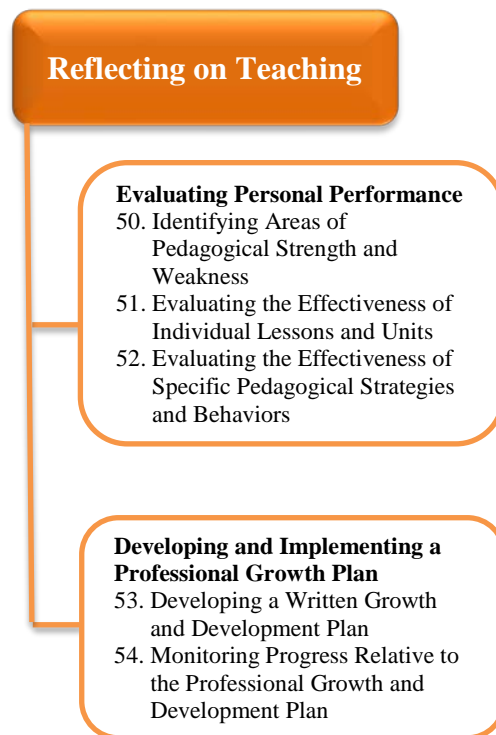 Reflecting on Teaching
Evaluating Personal Performance
50. Identifying Areas of
Pedagogical Strength and
Weakness
51. Evaluating the Effectiveness of
Individual Lessons and Units
52. Evaluating the Effectiveness of
Specific Pedagogical Strategies
and Behaviors
Developing and Implementing a
Professional Growth Plan
53. Developing a Written Growth
and Development Plan
54. Monitoring Progress Relative to
the Professional Growth and
Development Plan